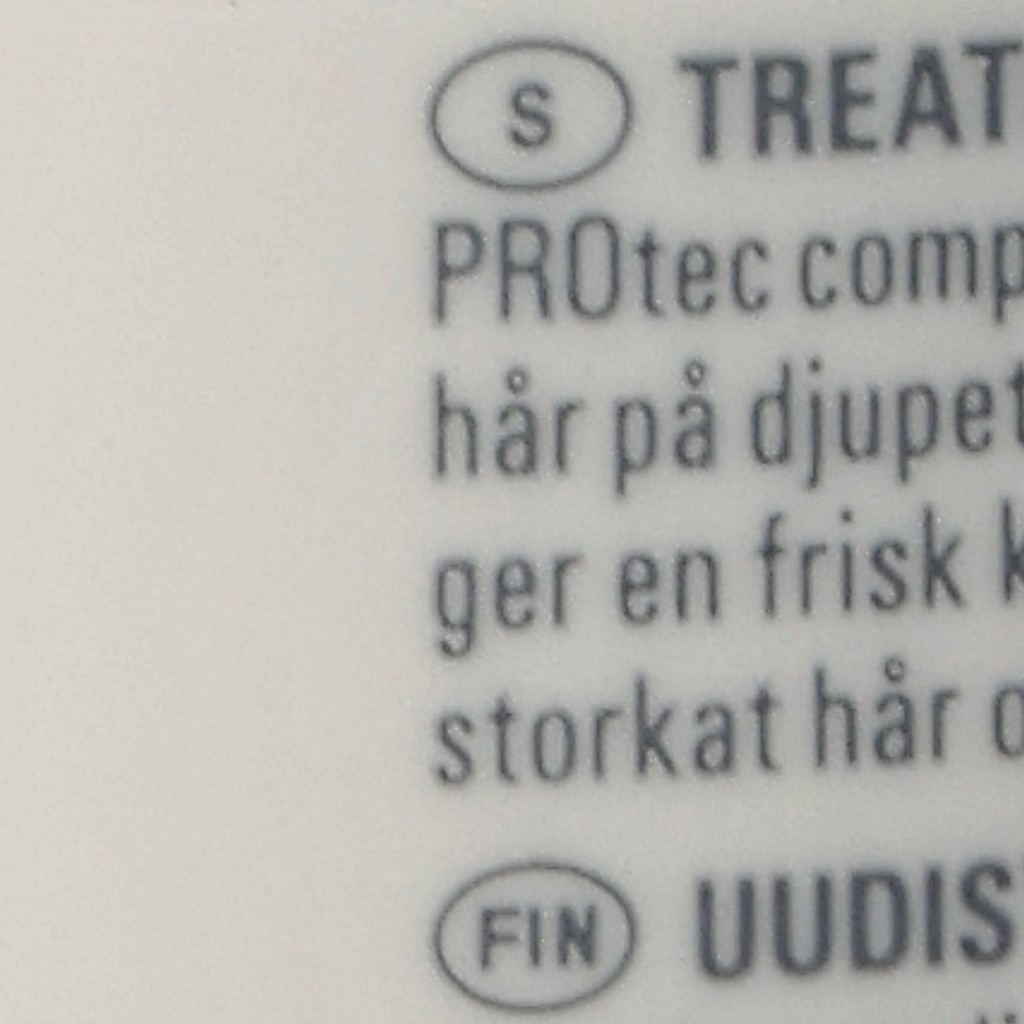 S TREAT
PROtec comp
hår på djupet
ger en frisk k
storkat hår o
FIN UUDIS